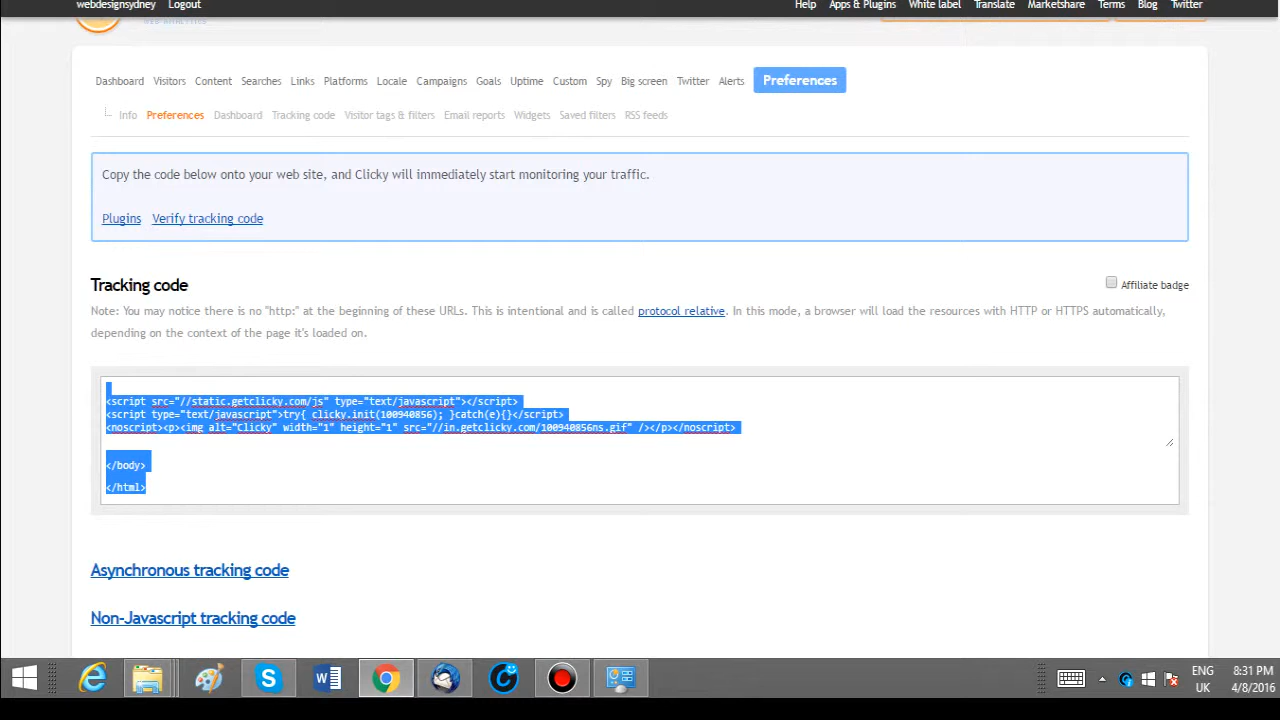 webdesignsydney Logout
Help Apps & Plugins White label Translate Marketshare Terms Blog Twitter
WEB ANALYTICS
Dashboard Visitors Content Searches Links Platforms Locale Campaigns Goals Uptime Custom Spy Big screen Twitter Alerts Preferences
Info Preferences Dashboard Tracking code Visitor tags & filters Email reports Widgets Saved filters RSS feeds
Copy the code below onto your web site, and Clicky will immediately start monitoring your traffic.
Plugins Verify tracking code
Tracking code
Affiliate badge
Note: You may notice there is no "http:" at the beginning of these URLs. This is intentional and is called protocol relative. In this mode, a browser will load the resources with HTTP or HTTPS automatically,
depending on the context of the page it's loaded on.
<script src="//static.getclicky.com/js" type="text/javascript"></script>
<script type="text/javascript">try{ clicky.init(100940856); }catch(e){}</script>
<noscript><p><img alt="Clicky" width="1" height="1" src="//in.getclicky.com/100940856ns.gif" /></p></noscript>
</body>
</html>
Asynchronous tracking code
Non-Javascript tracking code
ENG
UK
8:31 PM
4/8/2016